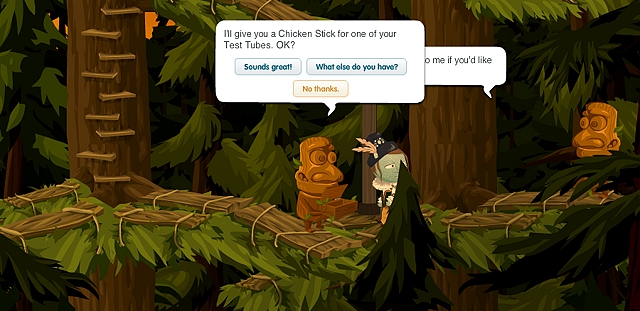 I'll give you a Chicken Stick for one of your
Test Tubes. OK?
Sounds great!
What else do you have?
No thanks.
o me if you'd like